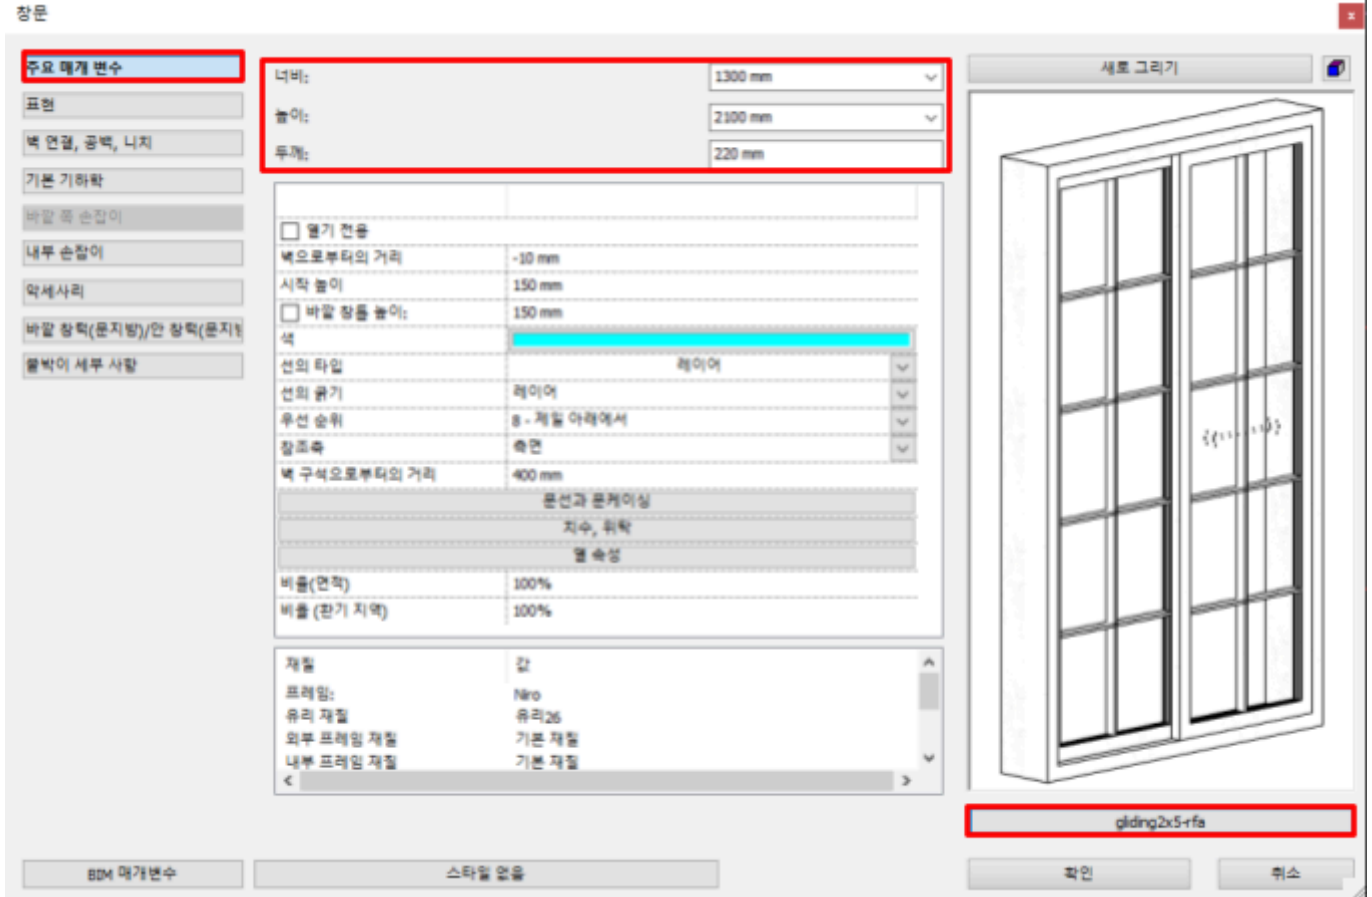 창문
주요 매개 변수
표현
벽 연결, 공백, 니치
기본 기하학
바깥 쪽 손잡이
내부 손잡이
악세사리
바깥 창턱(문지방)/안 창턱(문지방
붙박이 세부 사항
너비:
1300 mm
높이:
2100 mm
두께:
220 mm
열기 전용
벽으로부터의 거리 -10 mm
시작 높이 150 mm
바깥 창틀 높이: 150 mm
색
선의 타입 레이어
선의 굵기 레이어
우선 순위 8 - 제일 아래에서
참조축 측면
벽 구석으로부터의 거리 400 mm
문선과 문케이싱
치수, 위탁
열 속성
비율(면적) 100%
비율 (환기 지역) 100%
재질 값
프레임: Niro
유리 재질 유리26
외부 프레임 재질 기본 재질
내부 프레임 재질 기본 재질
새로 그리기
gliding2x5-rfa
BIM 매개변수
스타일 없음
확인
취소